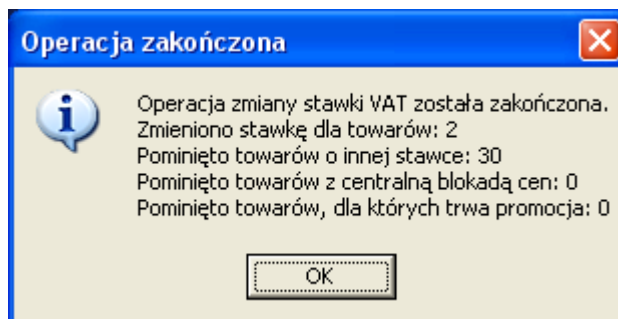 Operacja zakończona
Operacja zmiany stawki VAT została zakończona.
Zmieniono stawkę dla towarów: 2
Pominięto towarów o innej stawce: 30
Pominięto towarów z centralną blokadą cen: 0
Pominięto towarów, dla których trwa promocja: 0
OK